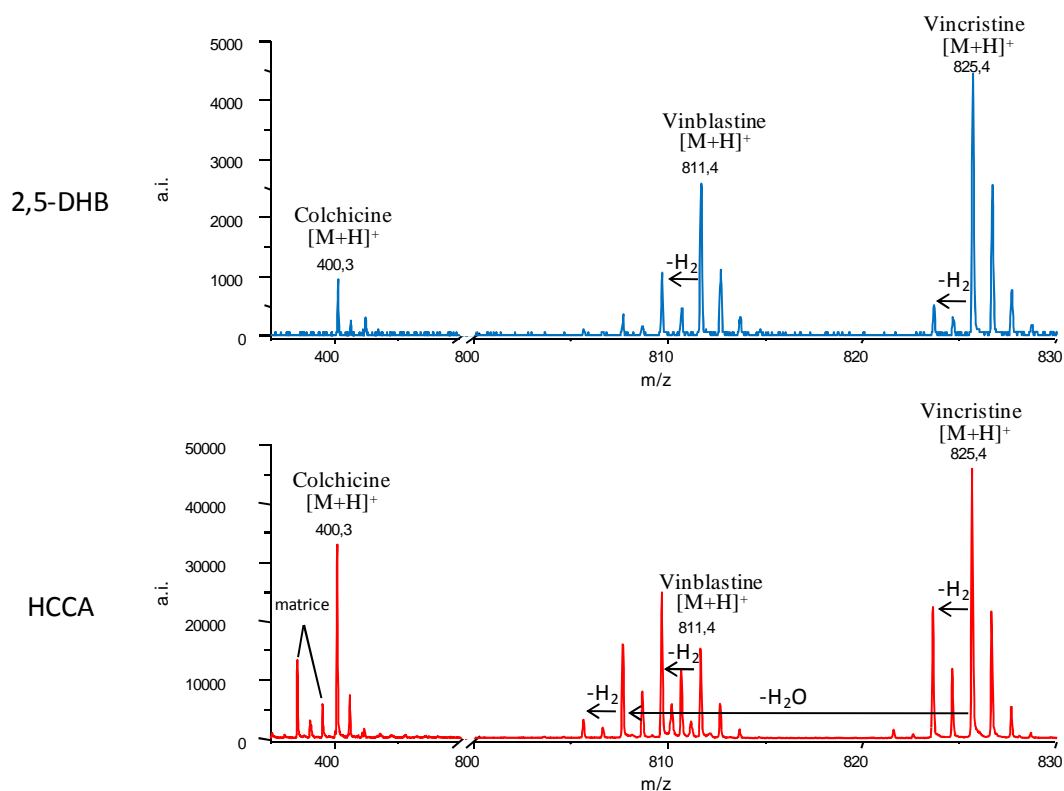 2,5-DHB
a.i.
5000
4000
3000
2000
1000
0
Colchicine
[M+H]⁺
400,3
Vinblastine
[M+H]⁺
811,4
-H₂
Vincristine
[M+H]⁺
825,4
-H₂
400
800
810
820
830
m/z
HCCA
a.i.
50000
40000
30000
20000
10000
0
matrice
Colchicine
[M+H]⁺
400,3
-H₂
Vinblastine
[M+H]⁺
811,4
-H₂
-H₂O
Vincristine
[M+H]⁺
825,4
-H₂
400
800
810
820
830
m/z